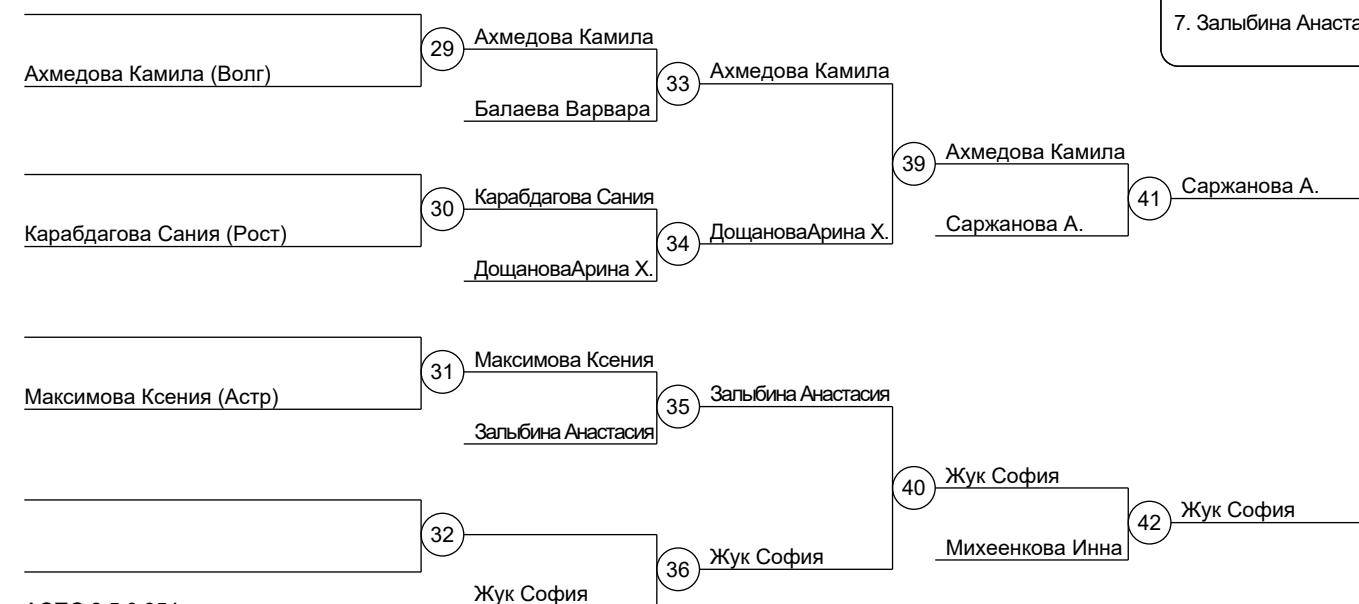 7. Залыбина Анаста
Ахмедова Камила
29
Ахмедова Камила (Волг)
Ахмедова Камила
33
Балаева Варвара
Ахмедова Камила
39
Карабдагова Сания
Саржанова А.
41
30
Карабдагова Сания (Рост)
Саржанова А.
ДощановаАрина Х.
34
ДощановаАрина Х.
Максимова Ксения
31
Максимова Ксения (Астр)
Залыбина Анастасия
35
Залыбина Анастасия
Жук София
40
Жук София
42
32
Михеенкова Инна
Жук София
36
Жук София